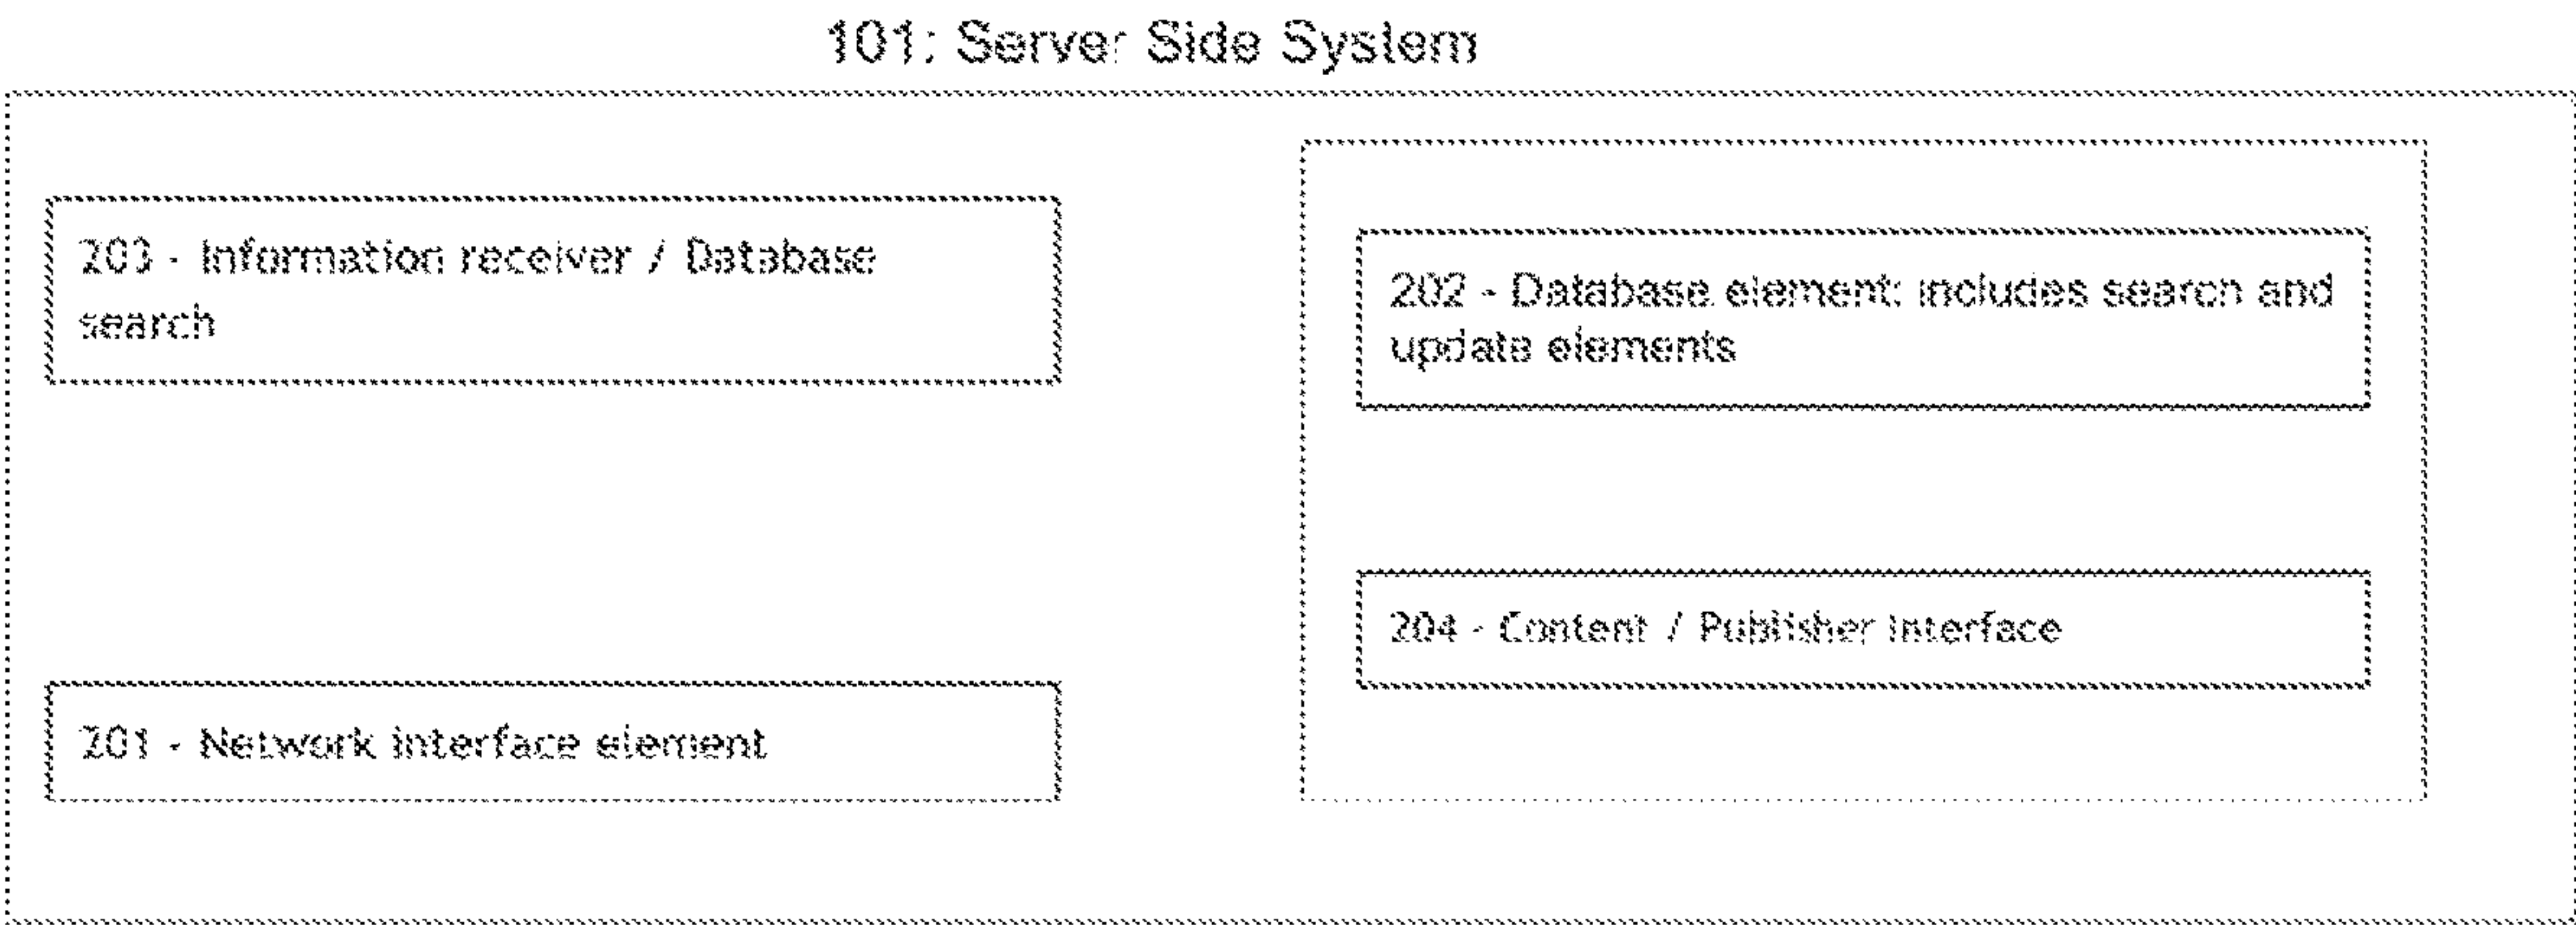 101: Server Side System
203 - Information receiver / Database
search
202 - Database element: includes search and
update elements
204 - Content / Publisher Interface
201 - Network interface element